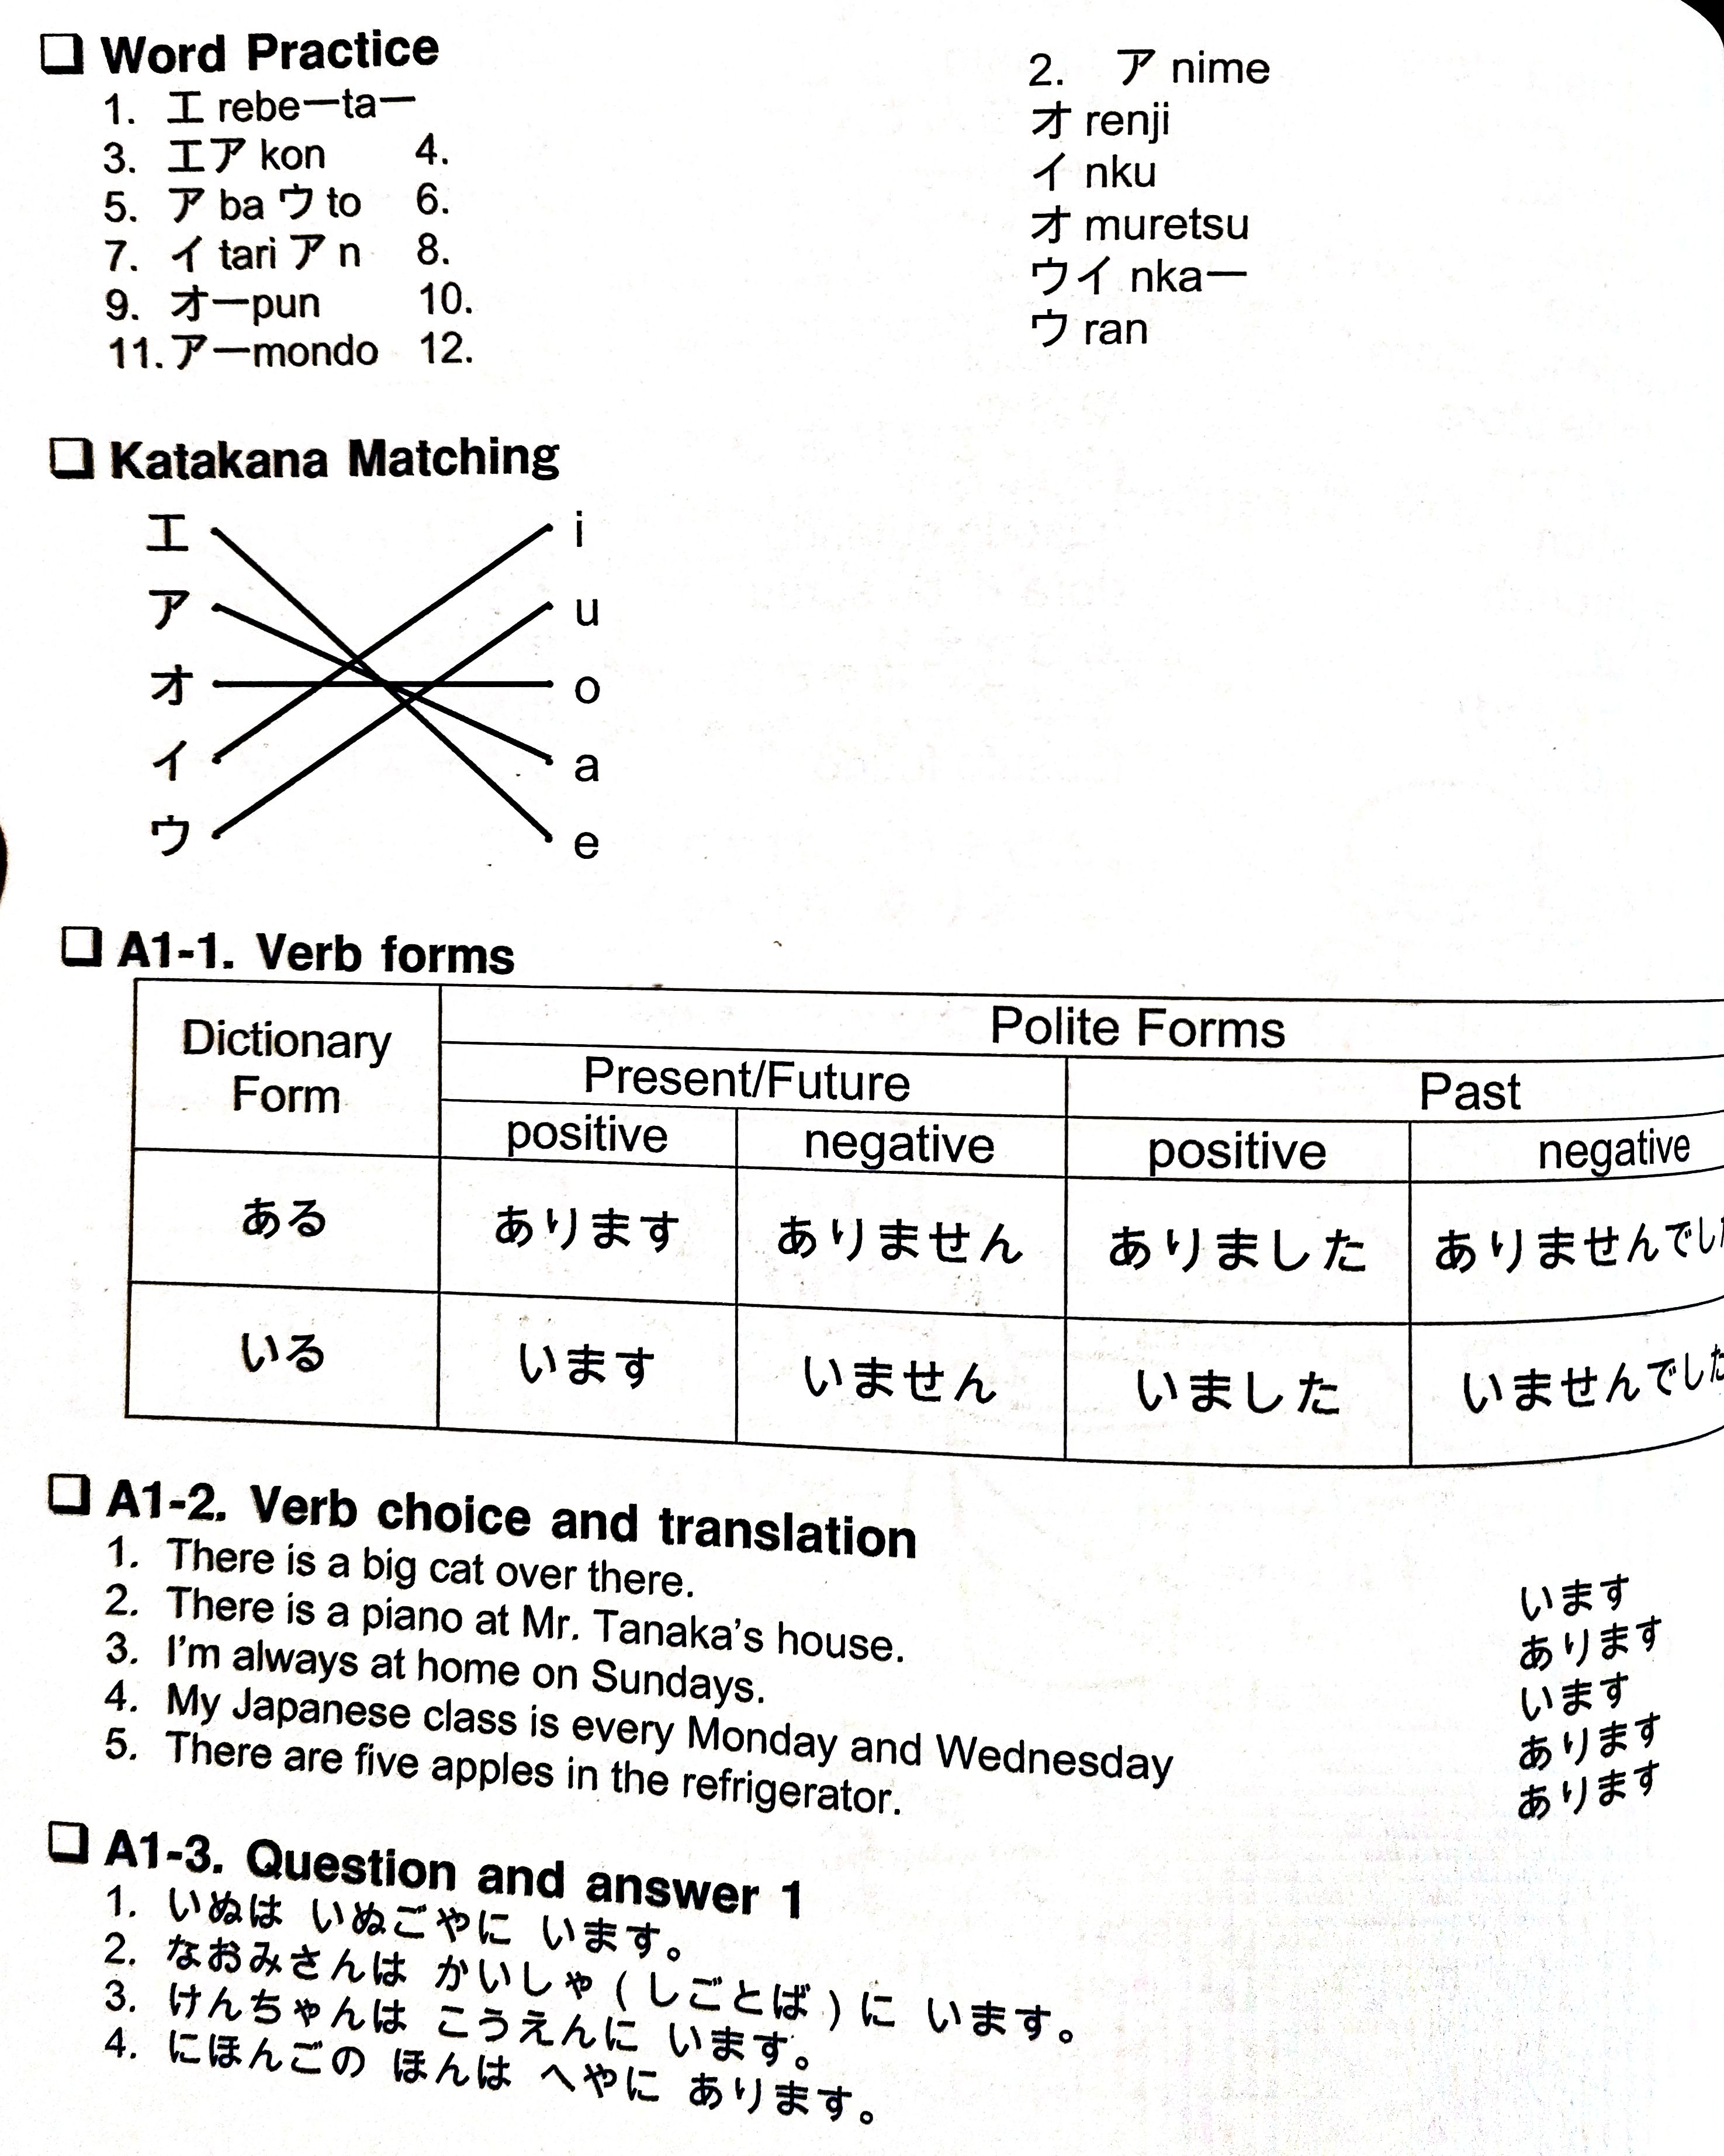 ❏ Word Practice
1. エ rebeーtaー
2. ア nime
3. エア kon
4. オ renji
5. ア ba ウ to
6. イ nku
7. イ tari ア n
8. オ muretsu
9. オーpun
10. ウイ nkaー
11. アーmondo
12. ウ ran
❏ Katakana Matching
エ i
ア u
オ o
イ a
ウ e
❏ A1-1. Verb forms
Dictionary Form
Polite Forms
Present/Future Past
positive negative positive negative
ある あります ありません ありました ありませんでし
いる います いません いました いませんでした
❏ A1-2. Verb choice and translation
1. There is a big cat over there. います
2. There is a piano at Mr. Tanaka’s house. あります
3. I’m always at home on Sundays. います
4. My Japanese class is every Monday and Wednesday あります
5. There are five apples in the refrigerator. あります
❏ A1-3. Question and answer 1
1. いぬは いぬごやに います。
2. なおみさんは かいしゃ(しごとば)に います。
3. けんちゃんは こうえんに います。
4. にほんごの ほんは へやに あります。